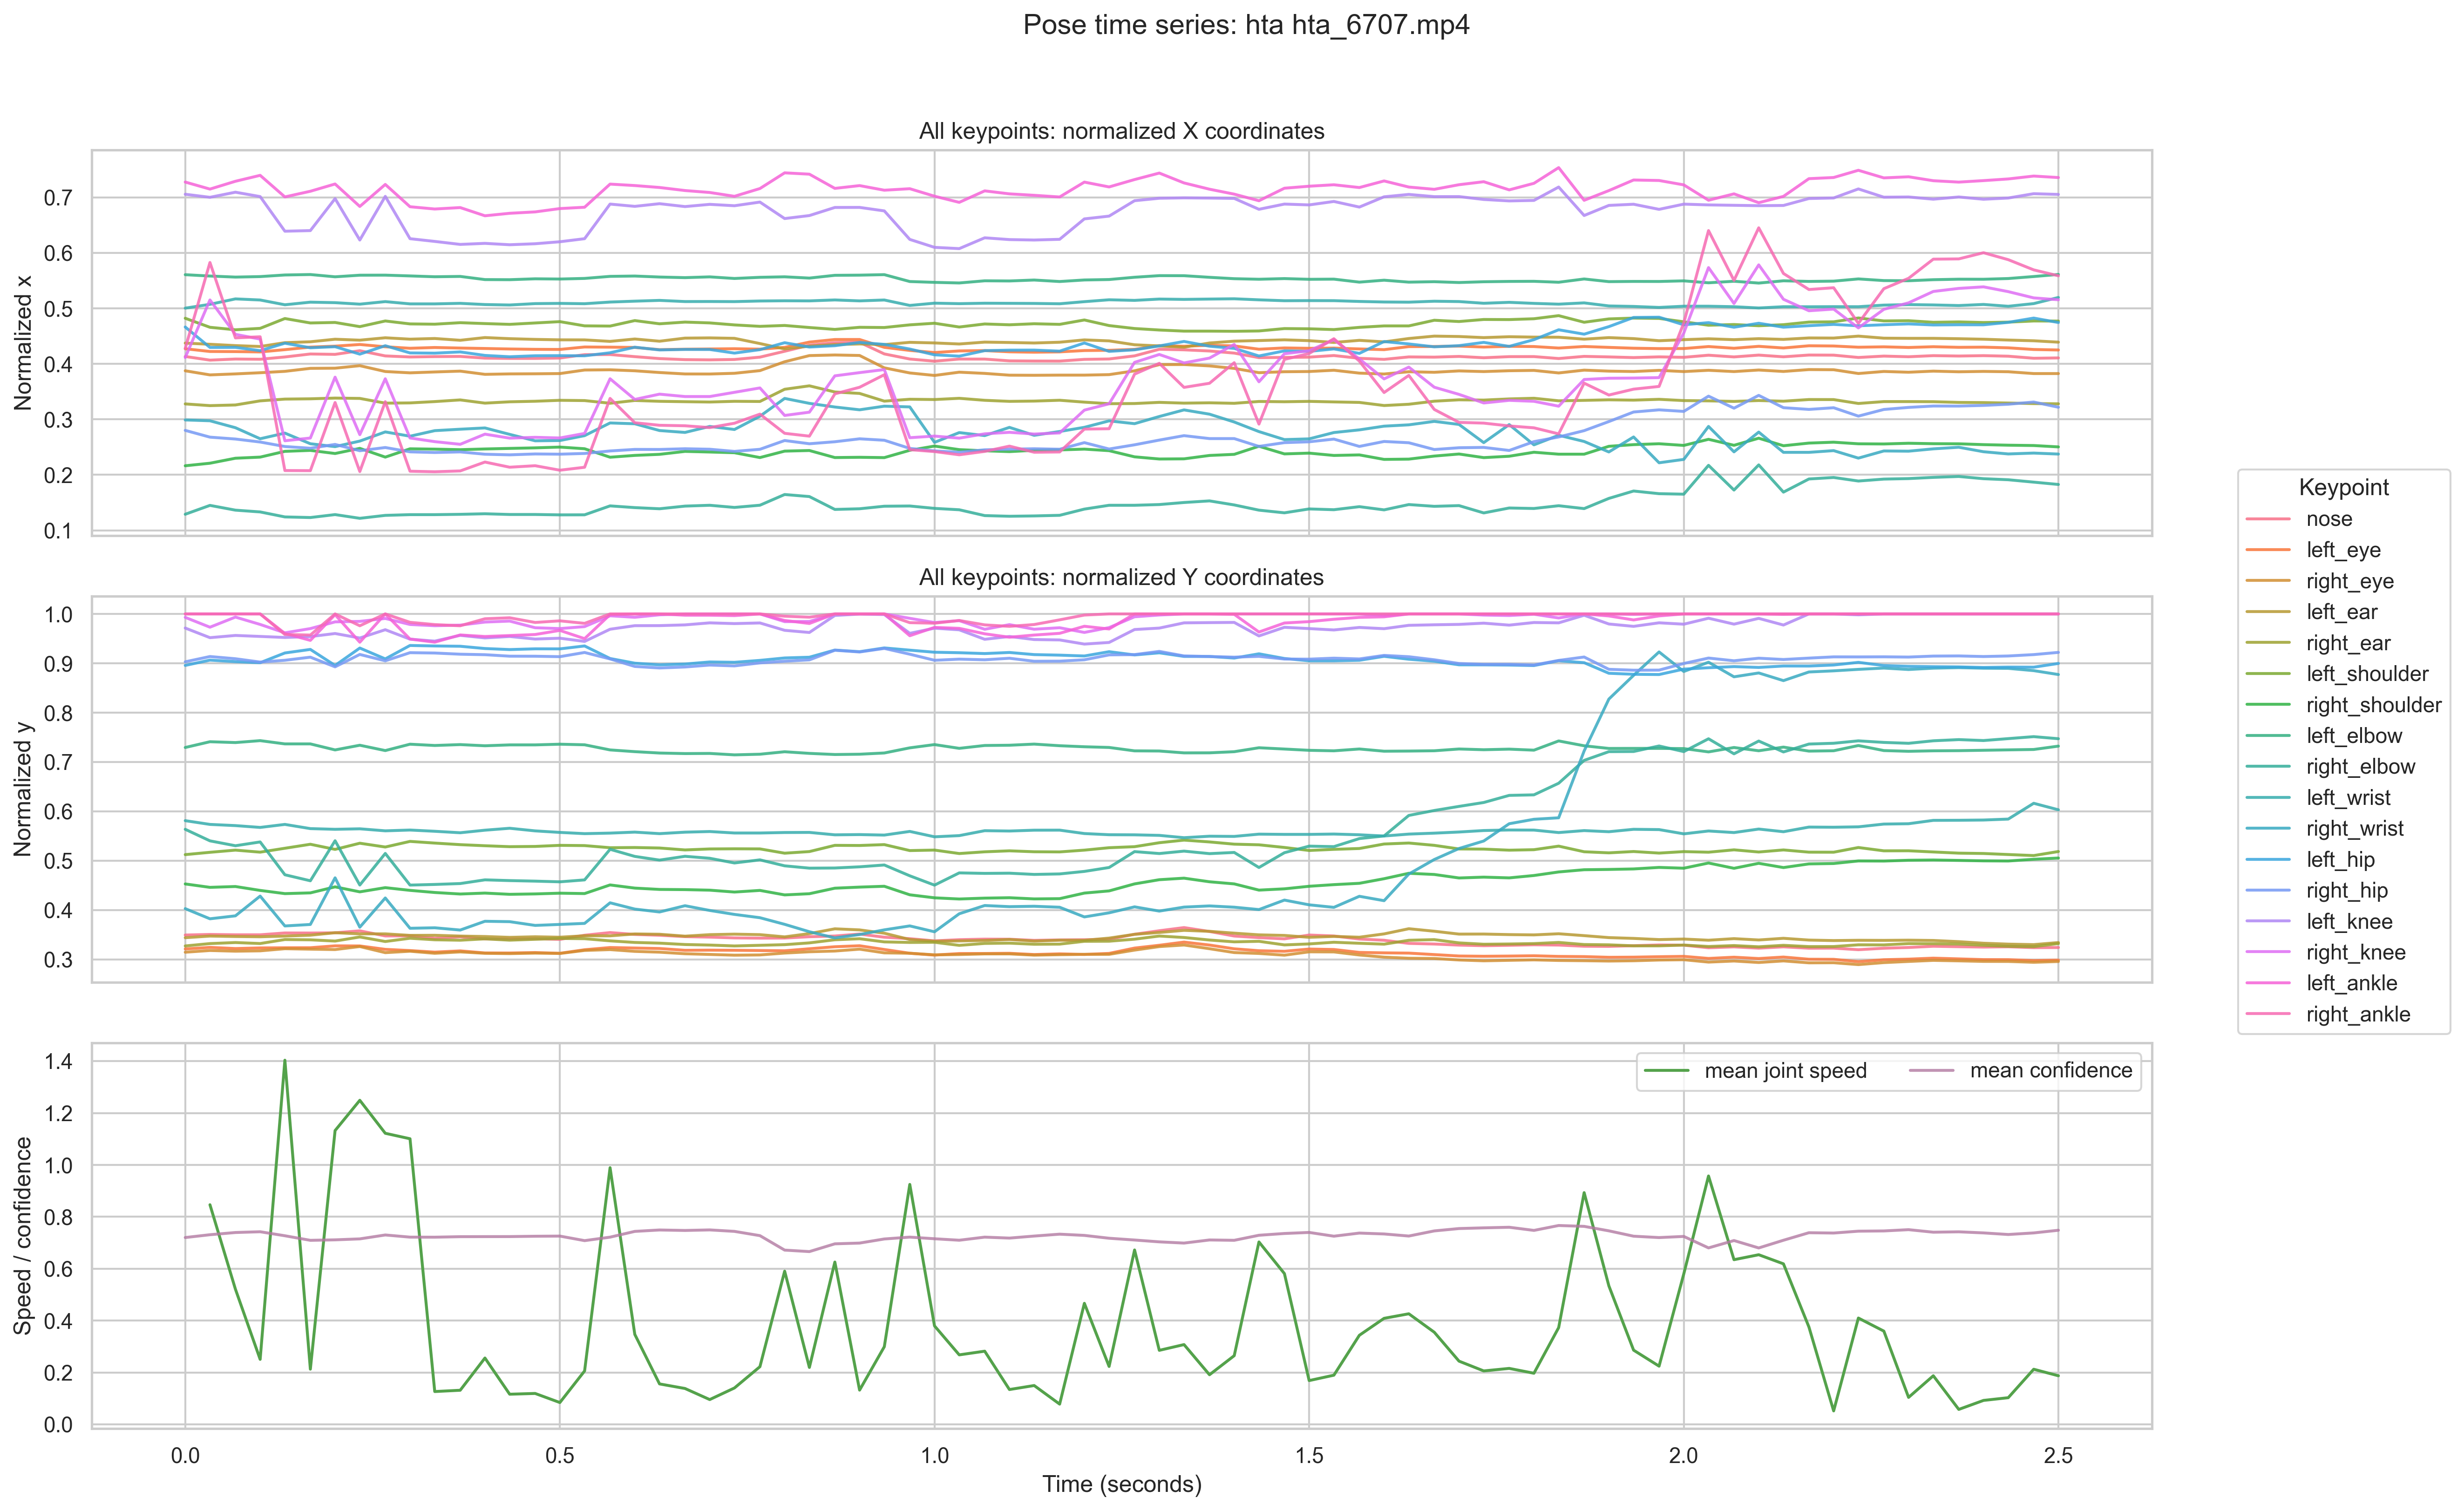 Pose time series: hta hta_6707.mp4
All keypoints: normalized X coordinates
Normalized x
0.7
0.6
0.5
0.4
0.3
0.2
0.1
All keypoints: normalized Y coordinates
Normalized y
1.0
0.9
0.8
0.7
0.6
0.5
0.4
0.3
Keypoint
nose
left_eye
right_eye
left_ear
right_ear
left_shoulder
right_shoulder
left_elbow
right_elbow
left_wrist
right_wrist
left_hip
right_hip
left_knee
right_knee
left_ankle
right_ankle
Speed / confidence
1.4
1.2
1.0
0.8
0.6
0.4
0.2
0.0
mean joint speed mean confidence
0.0 0.5 1.0 1.5 2.0 2.5
Time (seconds)